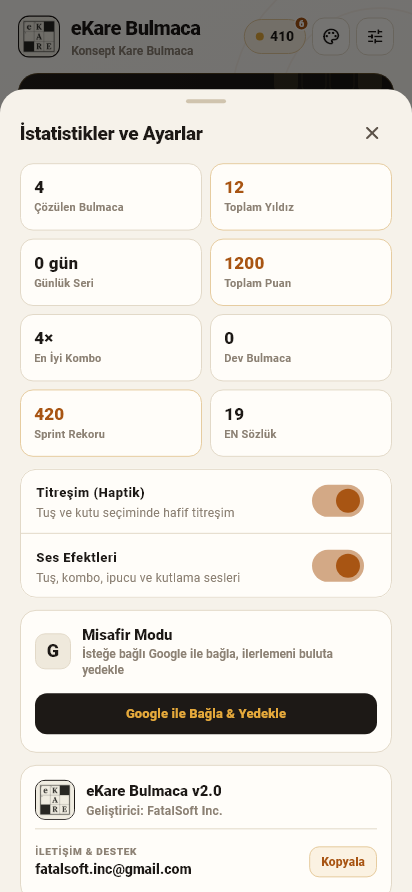 eKare Bulmaca
Konsept Kare Bulmaca
6
410
İstatistikler ve Ayarlar
4
Çözülen Bulmaca
12
Toplam Yıldız
0 gün
Günlük Seri
1200
Toplam Puan
4×
En İyi Kombo
0
Dev Bulmaca
420
Sprint Rekoru
19
EN Sözlük
Titreşim (Haptik)
Tuş ve kutu seçiminde hafif titreşim
Ses Efektleri
Tuş, kombo, ipucu ve kutlama sesleri
G
Misafir Modu
İsteğe bağlı Google ile bağla, ilerlemeni buluta
yedekle
Google ile Bağla & Yedekle
e K
A
R E
eKare Bulmaca v2.0
Geliştirici: FatalSoft Inc.
İLETİŞİM & DESTEK
fatalsoft.inc@gmail.com
Kopyala